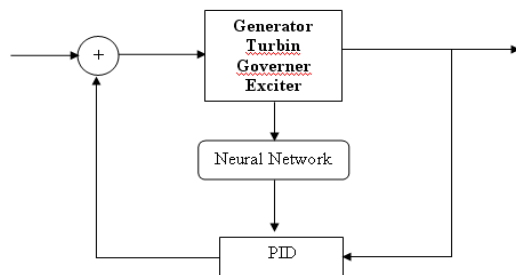 +
Generator
Turbin
Governer
Exciter
Neural Network
PID